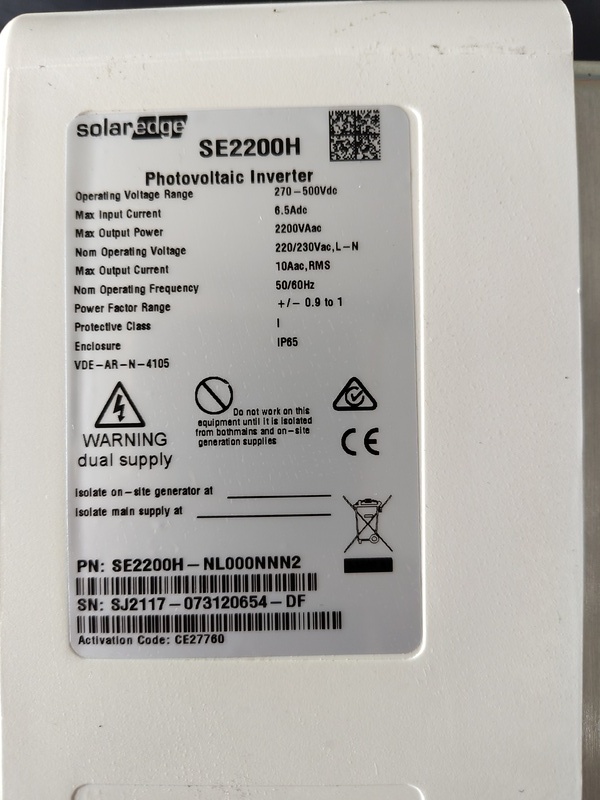 solaredge
SE2200H
Photovoltaic Inverter
Operating Voltage Range 270-500Vdc
Max Input Current 6.5Adc
Max Output Power 2200VAac
Nom Operating Voltage 220/230Vac,L-N
Max Output Current 10Aac,RMS
Nom Operating Frequency 50/60Hz
Power Factor Range +/- 0.9 to 1
Protective Class I
Enclosure IP65
VDE-AR-N-4105
WARNING
dual supply
Do not work on this
equipment until it is isolated
from bothmains and on-site
generation supplies
CE
Isolate on-site generator at
Isolate main supply at
PN: SE2200H-NL000NNN2
SN: SJ2117-073120654-DF
Activation Code: CE27760